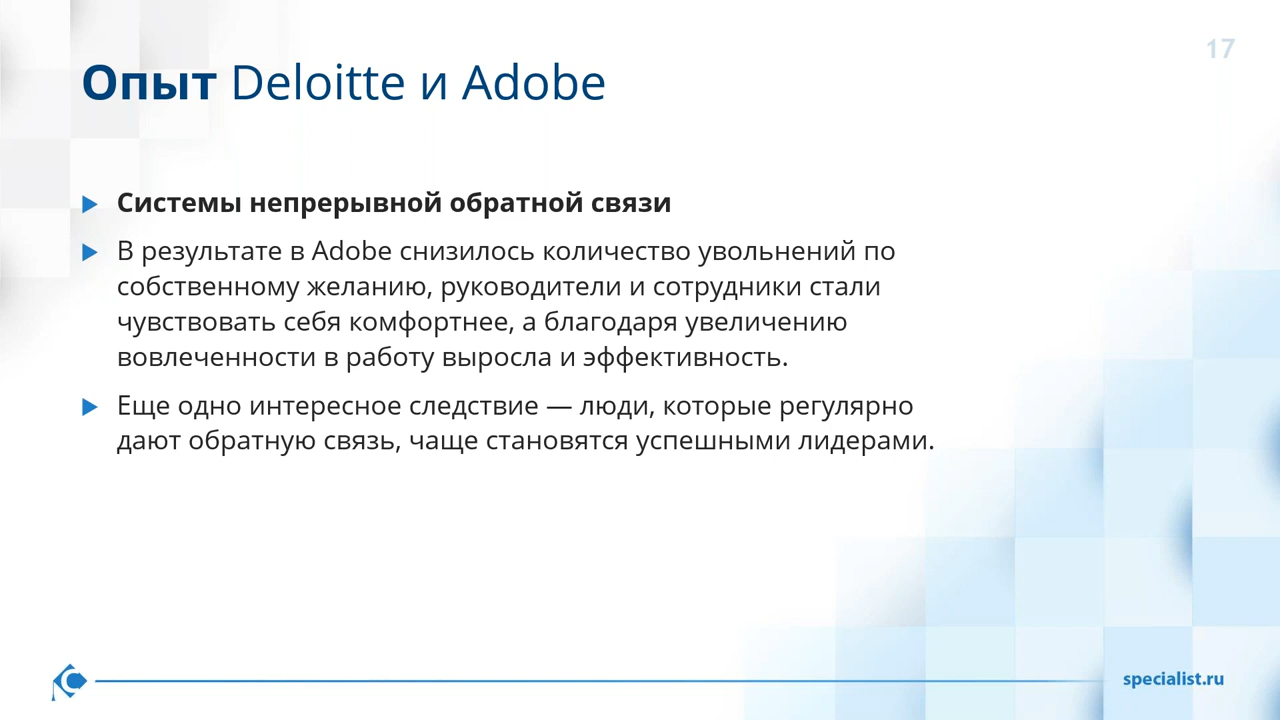 17
Опыт Deloitte и Adobe
Системы непрерывной обратной связи
В результате в Adobe снизилось количество увольнений по
собственному желанию, руководители и сотрудники стали
чувствовать себя комфортнее, а благодаря увеличению
вовлеченности в работу выросла и эффективность.
Еще одно интересное следствие — люди, которые регулярно
дают обратную связь, чаще становятся успешными лидерами.
specialist.ru